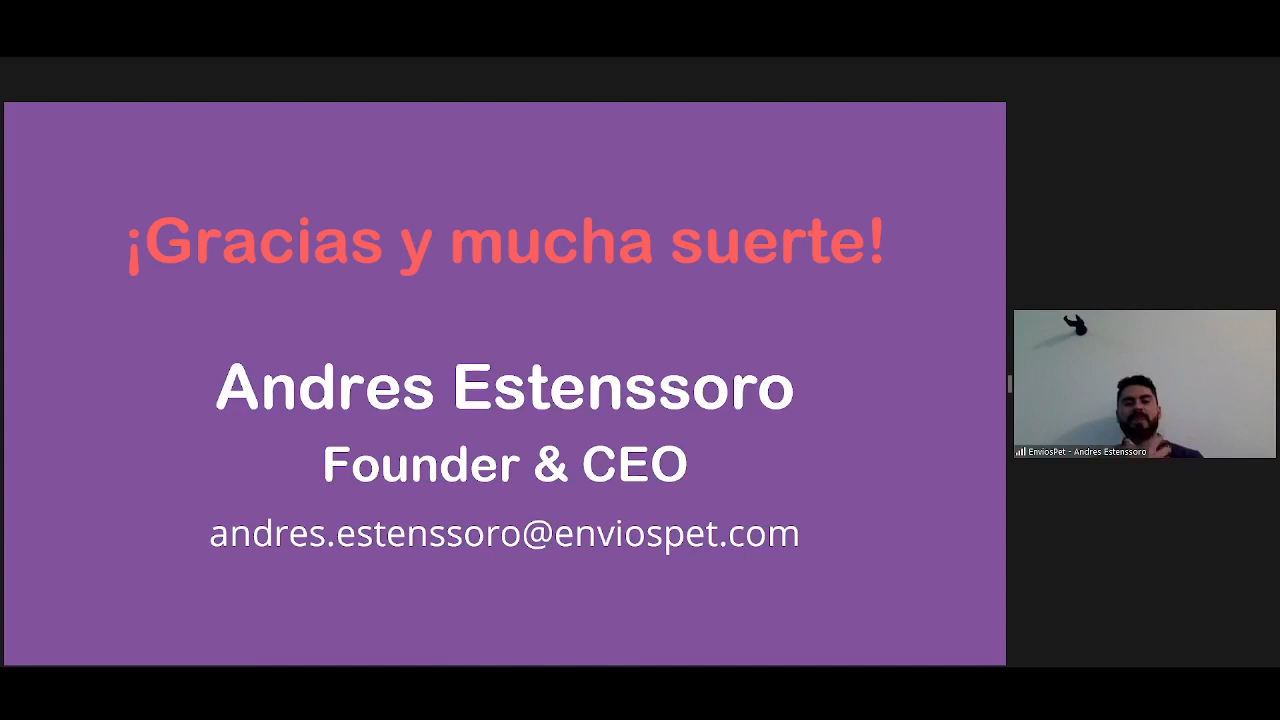 ¡Gracias y mucha suerte!
Andres Estenssoro
Founder & CEO
andres.estenssoro@enviospet.com
EnviosPet - Andres Estenssoro